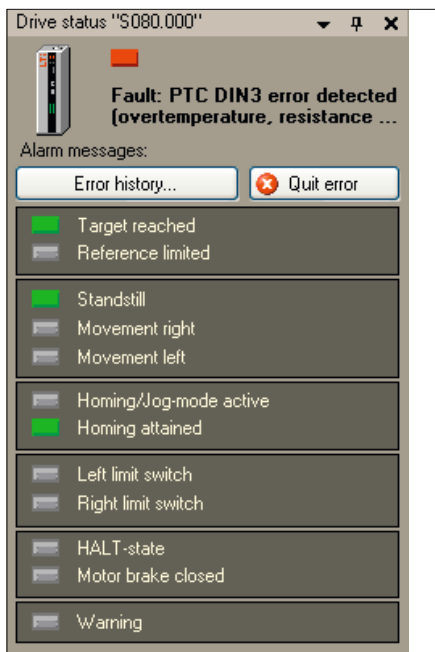 Drive status "S080.000"
Fault: PTC DIN3 error detected
(overtemperature, resistance ...
Alarm messages:
Error history... Quit error
Target reached
Reference limited
Standstill
Movement right
Movement left
Homing/Jog-mode active
Homing attained
Left limit switch
Right limit switch
HALT-state
Motor brake closed
Warning